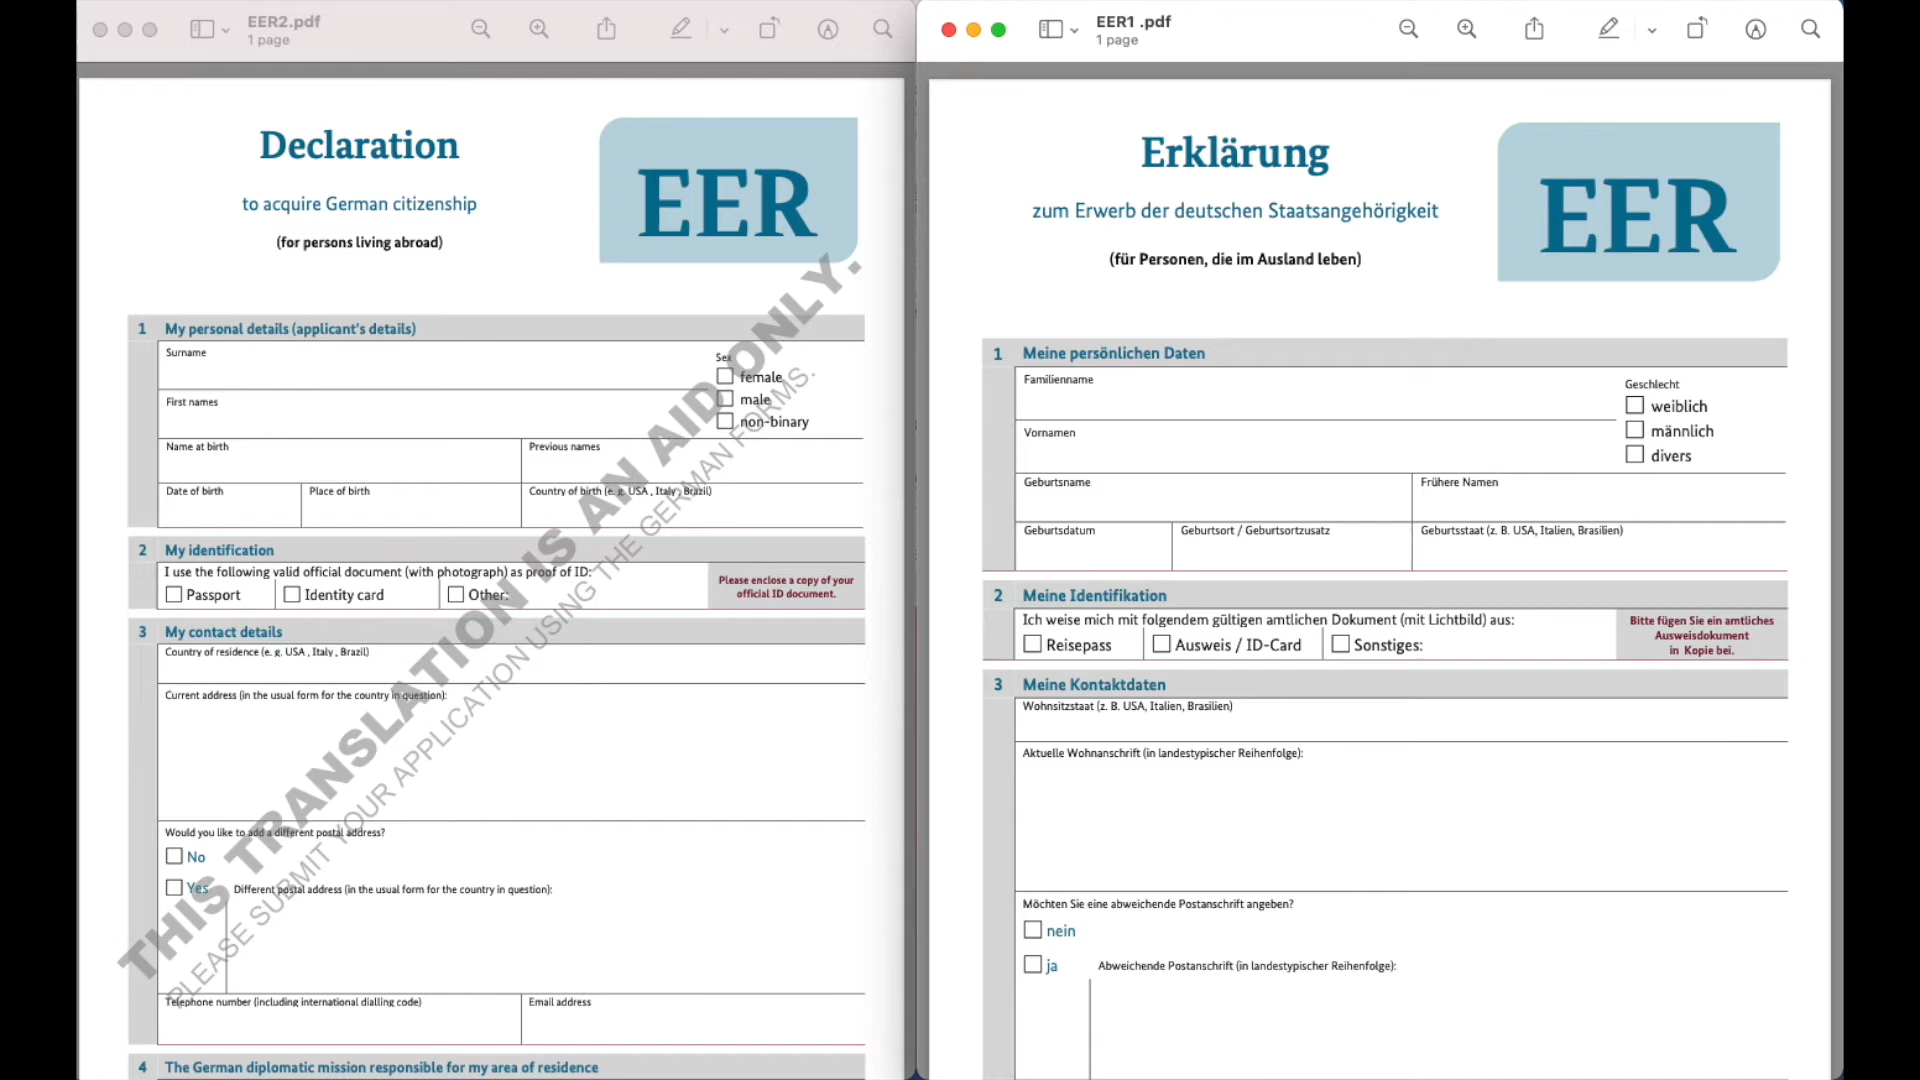 EER2.pdf
1 page
Declaration
to acquire German citizenship
(for persons living abroad)
EER
1 My personal details (applicant's details)
Surname
Sex
female
First names
male
non-binary
Name at birth
Previous names
Date of birth
Place of birth
Country of birth (e. g. USA , Italy , Brazil)
2 My identification
I use the following valid official document (with photograph) as proof of ID:
Passport
Identity card
Other:
Please enclose a copy of your
official ID document.
3 My contact details
Country of residence (e. g. USA , Italy , Brazil)
Current address (in the usual form for the country in question):
Would you like to add a different postal address?
No
Yes
Different postal address (in the usual form for the country in question):
Telephone number (including international dialling code)
Email address
4 The German diplomatic mission responsible for my area of residence
THIS TRANSLATION IS AN AID ONLY.
PLEASE SUBMIT YOUR APPLICATION USING THE GERMAN FORMS.
EER1 .pdf
1 page
Erklärung
zum Erwerb der deutschen Staatsangehörigkeit
(für Personen, die im Ausland leben)
EER
1 Meine persönlichen Daten
Familienname
Geschlecht
weiblich
Vornamen
männlich
divers
Geburtsname
Frühere Namen
Geburtsdatum
Geburtsort / Geburtsortzusatz
Geburtsstaat (z. B. USA, Italien, Brasilien)
2 Meine Identifikation
Ich weise mich mit folgendem gültigen amtlichen Dokument (mit Lichtbild) aus:
Reisepass
Ausweis / ID-Card
Sonstiges:
Bitte fügen Sie ein amtliches
Ausweisdokument
in Kopie bei.
3 Meine Kontaktdaten
Wohnsitzstaat (z. B. USA, Italien, Brasilien)
Aktuelle Wohnanschrift (in landestypischer Reihenfolge):
Möchten Sie eine abweichende Postanschrift angeben?
nein
ja
Abweichende Postanschrift (in landestypischer Reihenfolge):